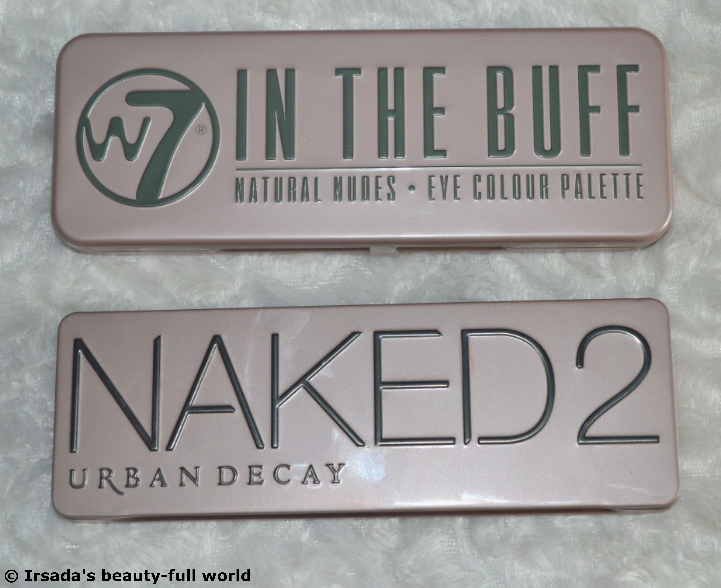 W7®
IN THE BUFF
NATURAL NUDES • EYE COLOUR PALETTE
NAKED2
URBAN DECAY
© Irsada's beauty-full world